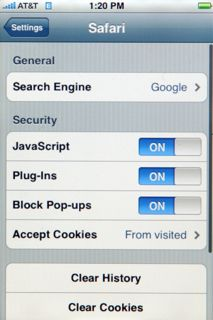 AT&T 1:20 PM
Settings Safari
General
Search Engine Google
Security
JavaScript ON
Plug-Ins ON
Block Pop-ups ON
Accept Cookies From visited
Clear History
Clear Cookies